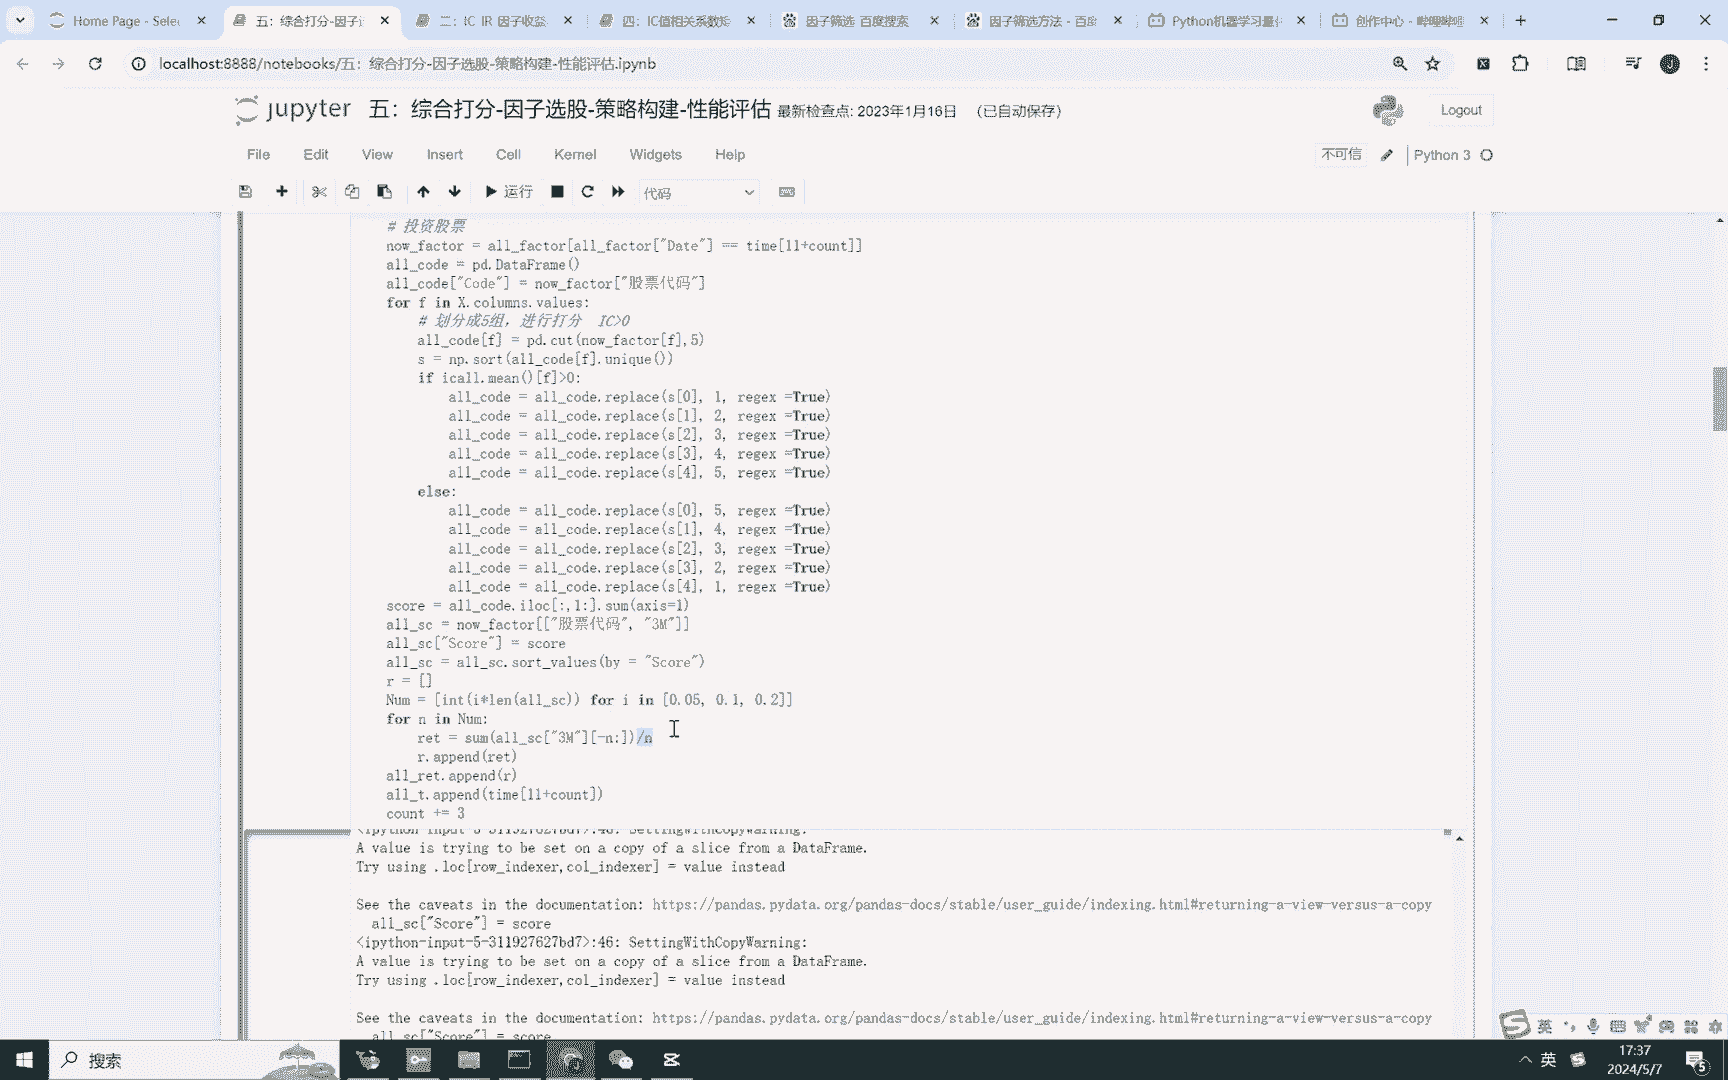 Home Page - Selec
五：综合打分-因子选
二：IC IR 因子收益
四：IC值相关系数矩
因子筛选_百度搜索
因子筛选方法 - 百度
Python机器学习量化
创作中心 - 哔哩哔哩
localhost:8888/notebooks/五：综合打分-因子选股-策略构建-性能评估.ipynb
jupyter 五：综合打分-因子选股-策略构建-性能评估 最新检查点: 2023年1月16日 （已自动保存）
Logout
File Edit View Insert Cell Kernel Widgets Help
不可信 Python 3
运行 代码
# 投资股票
now_factor = all_factor[all_factor["Date"] == time[11+count]]
all_code = pd.DataFrame()
all_code["Code"] = now_factor["股票代码"]
for f in X.columns.values:
# 划分成5组，进行打分 IC>0
all_code[f] = pd.cut(now_factor[f],5)
s = np.sort(all_code[f].unique())
if icall.mean()[f]>0:
all_code = all_code.replace(s[0], 1, regex =True)
all_code = all_code.replace(s[1], 2, regex =True)
all_code = all_code.replace(s[2], 3, regex =True)
all_code = all_code.replace(s[3], 4, regex =True)
all_code = all_code.replace(s[4], 5, regex =True)
else:
all_code = all_code.replace(s[0], 5, regex =True)
all_code = all_code.replace(s[1], 4, regex =True)
all_code = all_code.replace(s[2], 3, regex =True)
all_code = all_code.replace(s[3], 2, regex =True)
all_code = all_code.replace(s[4], 1, regex =True)
score = all_code.iloc[:,1:].sum(axis=1)
all_sc = now_factor[["股票代码", "3M"]]
all_sc["Score"] = score
all_sc = all_sc.sort_values(by = "Score")
r = []
Num = [int(i*len(all_sc)) for i in [0.05, 0.1, 0.2]]
for n in Num:
ret = sum(all_sc["3M"][-n:])/n
r.append(ret)
all_ret.append(r)
all_t.append(time[11+count])
count += 3
<ipython-input-5-311927627bd7>:46: SettingWithCopyWarning:
A value is trying to be set on a copy of a slice from a DataFrame.
Try using .loc[row_indexer,col_indexer] = value instead
See the caveats in the documentation: https://pandas.pydata.org/pandas-docs/stable/user_guide/indexing.html#returning-a-view-versus-a-copy
all_sc["Score"] = score
<ipython-input-5-311927627bd7>:46: SettingWithCopyWarning:
A value is trying to be set on a copy of a slice from a DataFrame.
Try using .loc[row_indexer,col_indexer] = value instead
See the caveats in the documentation: https://pandas.pydata.org/pandas-docs/stable/user_guide/indexing.html#returning-a-view-versus-a-copy
all_sc["Score"] = score
英
搜索
英
17:37
2024/5/7
5